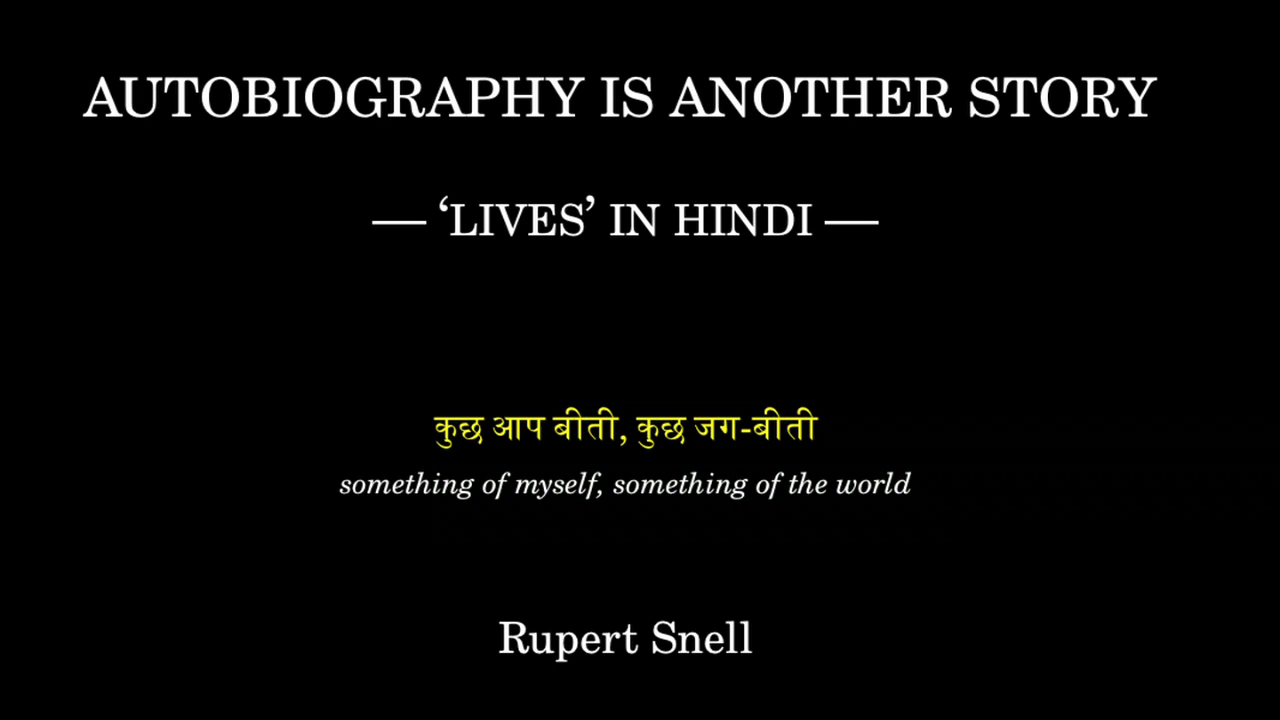 AUTOBIOGRAPHY IS ANOTHER STORY
— ‘LIVES’ IN HINDI —
कुछ आप बीती, कुछ जग-बीती
something of myself, something of the world
Rupert Snell